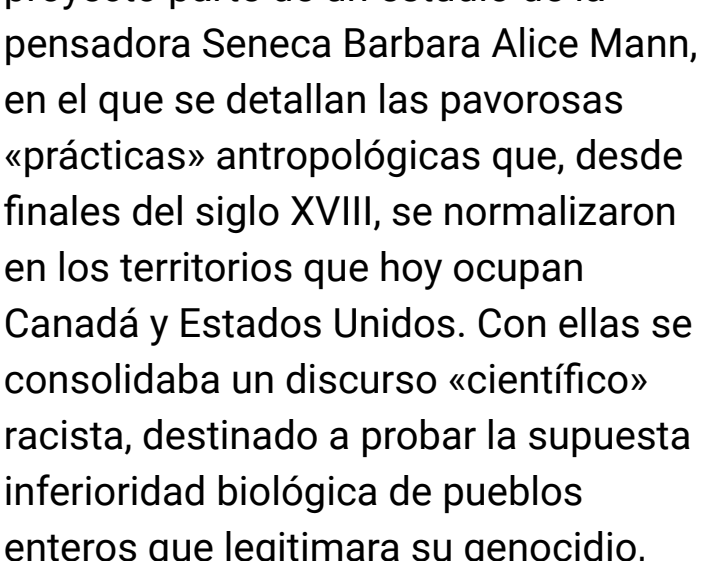 proyecto parte de un estudio de la
pensadora Seneca Barbara Alice Mann,
en el que se detallan las pavorosas
«prácticas» antropológicas que, desde
finales del siglo XVIII, se normalizaron
en los territorios que hoy ocupan
Canadá y Estados Unidos. Con ellas se
consolidaba un discurso «científico»
racista, destinado a probar la supuesta
inferioridad biológica de pueblos
enteros que legitimara su genocidio,